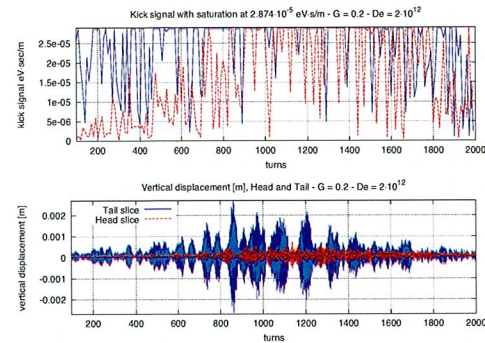 Kick signal with saturation at 2.874·10⁻⁵ eV·s/m - G = 0.2 - De = 2·10¹²
kick signal eV·sec/m
2.5e-05
2e-05
1.5e-05
1e-05
5e-06
0
200 400 600 800 1000 1200 1400 1600 1800 2000
turns
Vertical displacement [m], Head and Tail - G = 0.2 - De = 2·10¹²
vertical displacement [m]
Tail slice
Head slice
0.002
0.001
0
-0.001
-0.002
200 400 600 800 1000 1200 1400 1600 1800 2000
turns